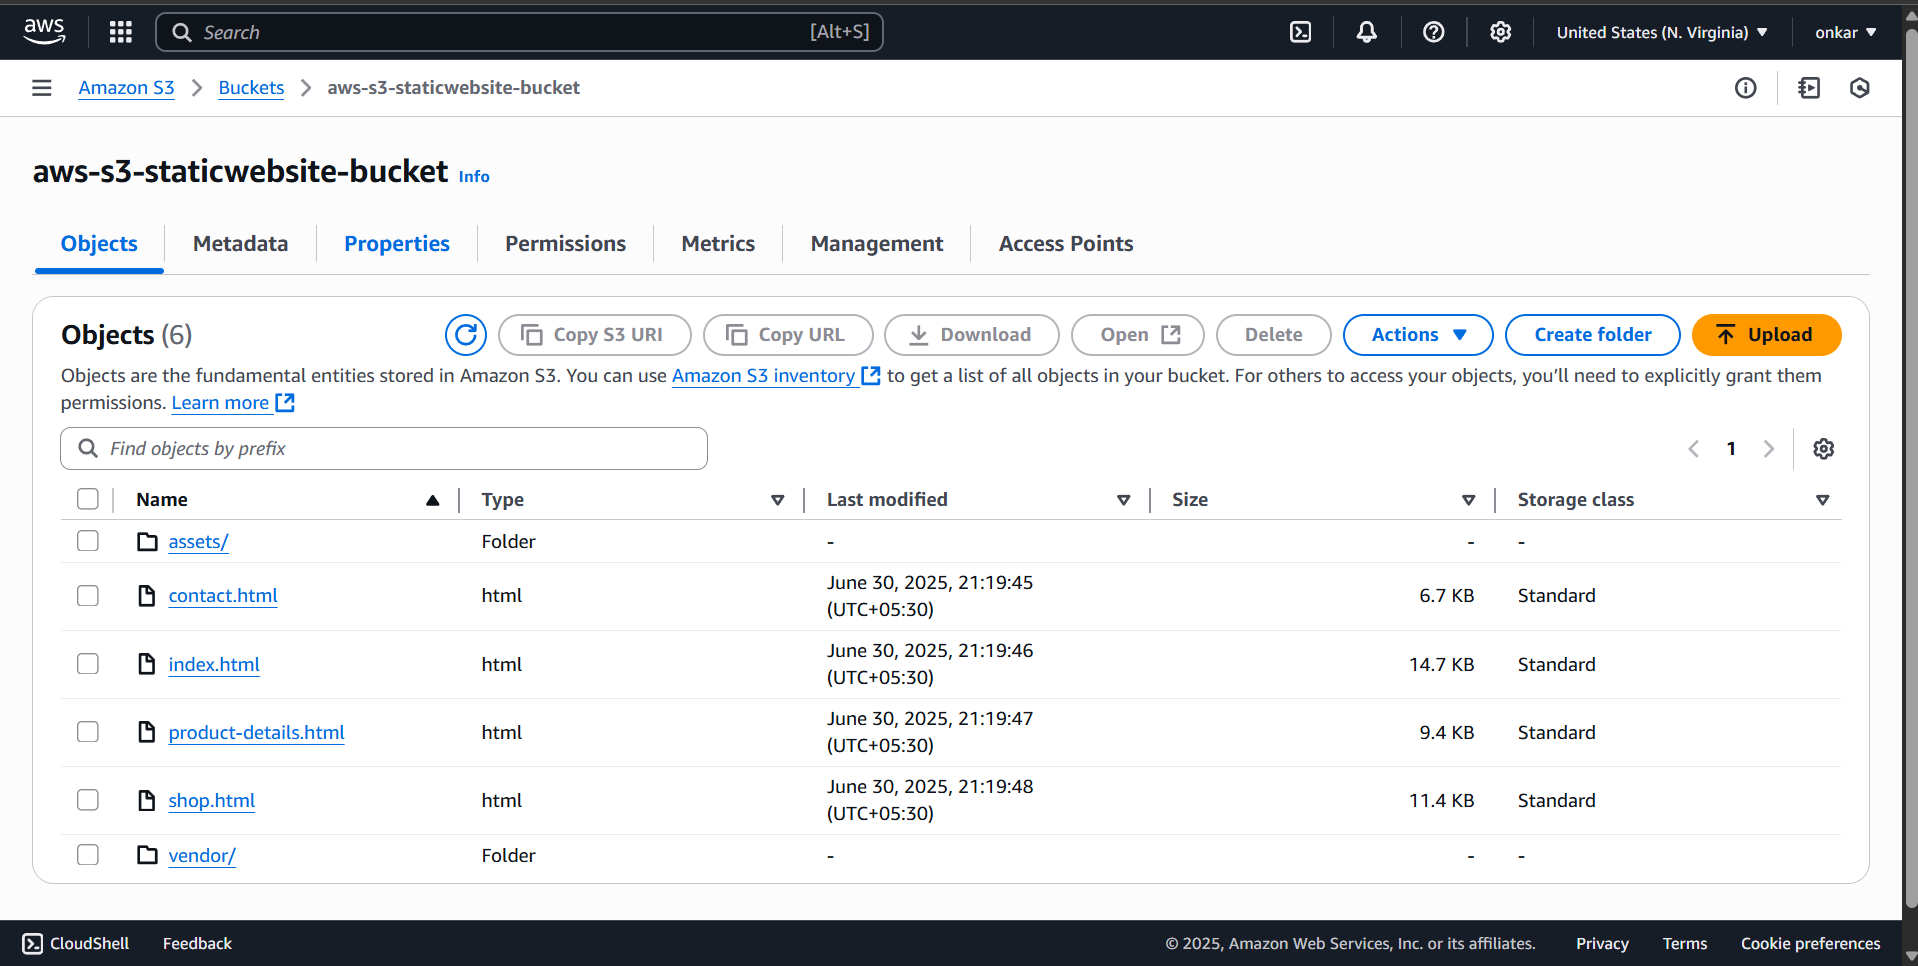 aws Search [Alt+S] United States (N. Virginia) onkar
Amazon S3 Buckets aws-s3-staticwebsite-bucket
aws-s3-staticwebsite-bucket Info
Objects Metadata Properties Permissions Metrics Management Access Points
Objects (6) Copy S3 URI Copy URL Download Open Delete Actions Create folder Upload
Objects are the fundamental entities stored in Amazon S3. You can use Amazon S3 inventory to get a list of all objects in your bucket. For others to access your objects, you’ll need to explicitly grant them
permissions. Learn more
Find objects by prefix 1
Name Type Last modified Size Storage class
assets/ Folder - - -
contact.html html June 30, 2025, 21:19:45 (UTC+05:30) 6.7 KB Standard
index.html html June 30, 2025, 21:19:46 (UTC+05:30) 14.7 KB Standard
product-details.html html June 30, 2025, 21:19:47 (UTC+05:30) 9.4 KB Standard
shop.html html June 30, 2025, 21:19:48 (UTC+05:30) 11.4 KB Standard
vendor/ Folder - - -
CloudShell Feedback © 2025, Amazon Web Services, Inc. or its affiliates. Privacy Terms Cookie preferences